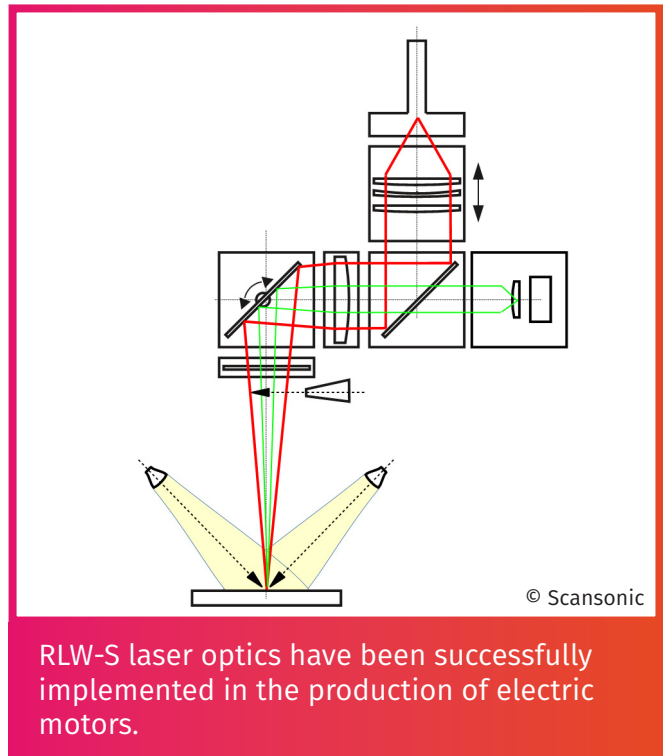 © Scansonic
RLW-S laser optics have been successfully
implemented in the production of electric
motors.